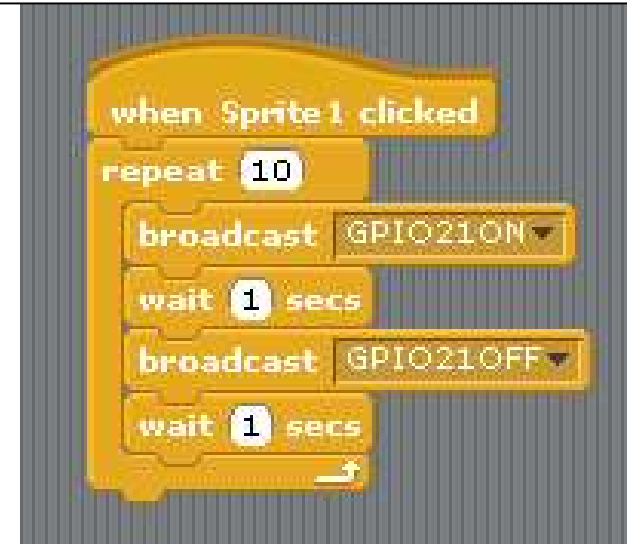 when Sprite1 clicked
repeat 10
broadcast GPIO21ON
wait 1 secs
broadcast GPIO21OFF
wait 1 secs